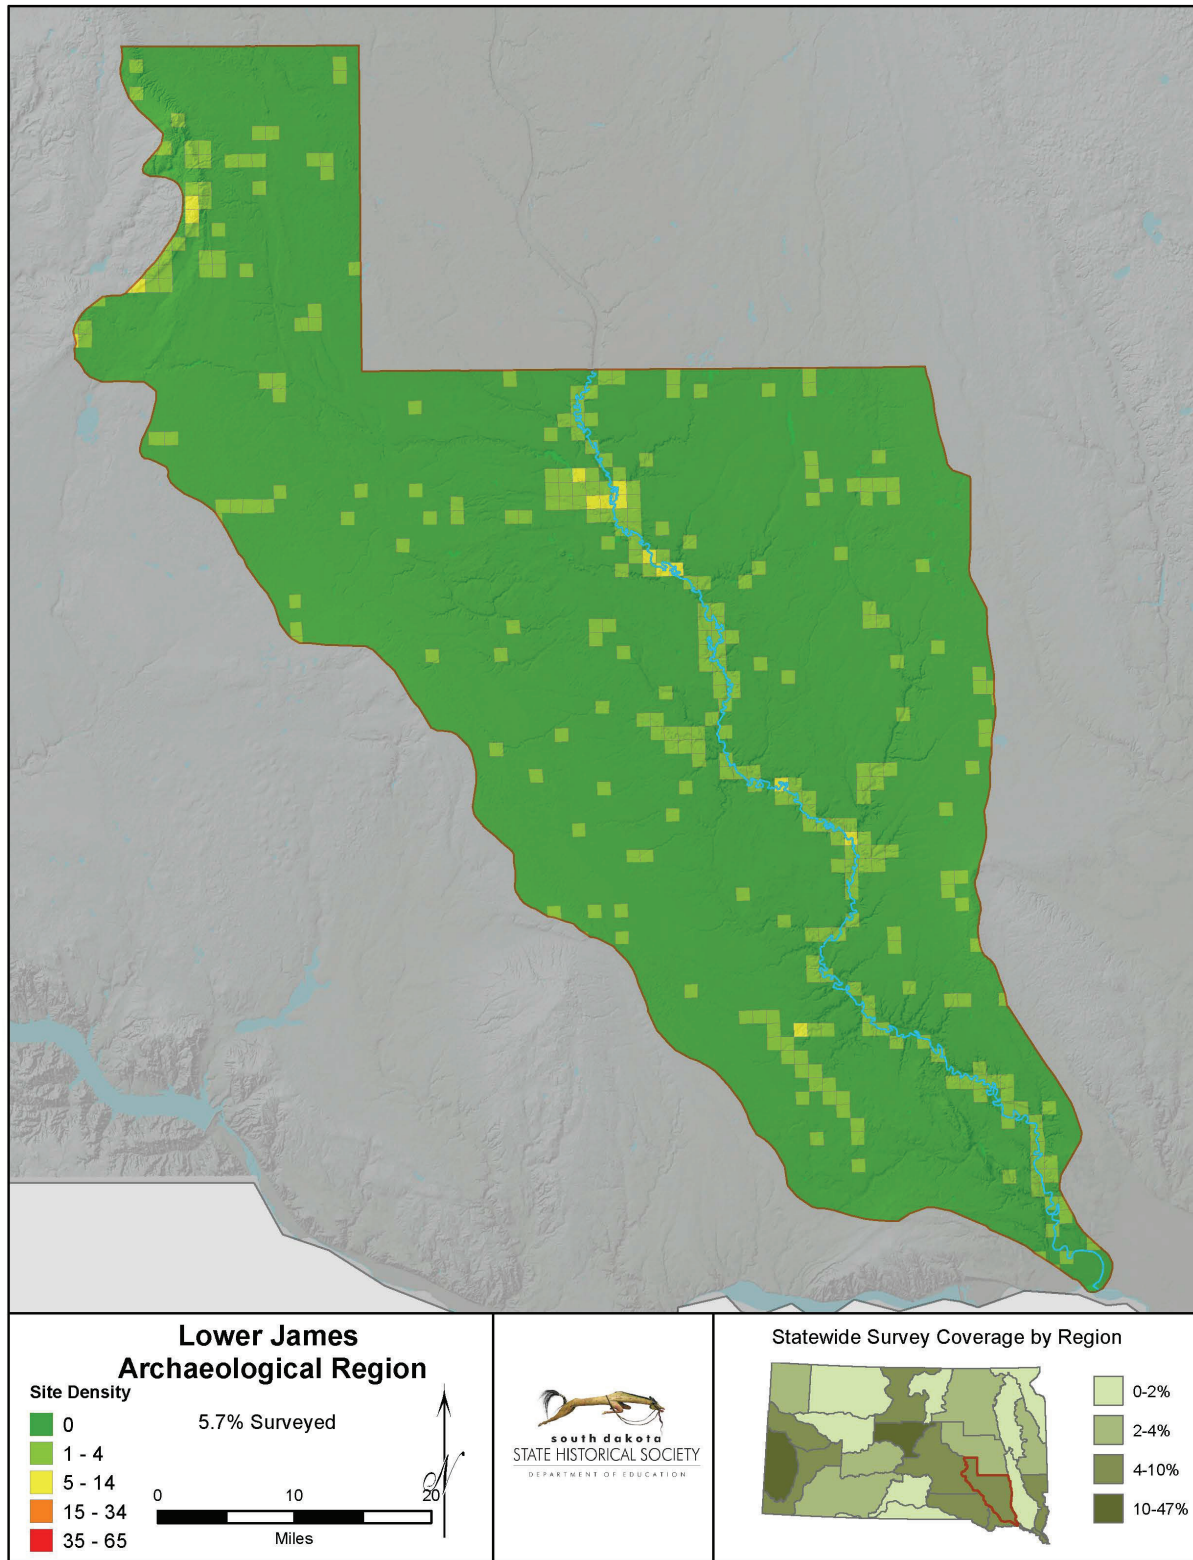 Lower James
Archaeological Region
Site Density
0
1 - 4
5 - 14
15 - 34
35 - 65
5.7% Surveyed
0 10 20
Miles
N
south dakota
STATE HISTORICAL SOCIETY
DEPARTMENT OF EDUCATION
Statewide Survey Coverage by Region
0-2%
2-4%
4-10%
10-47%